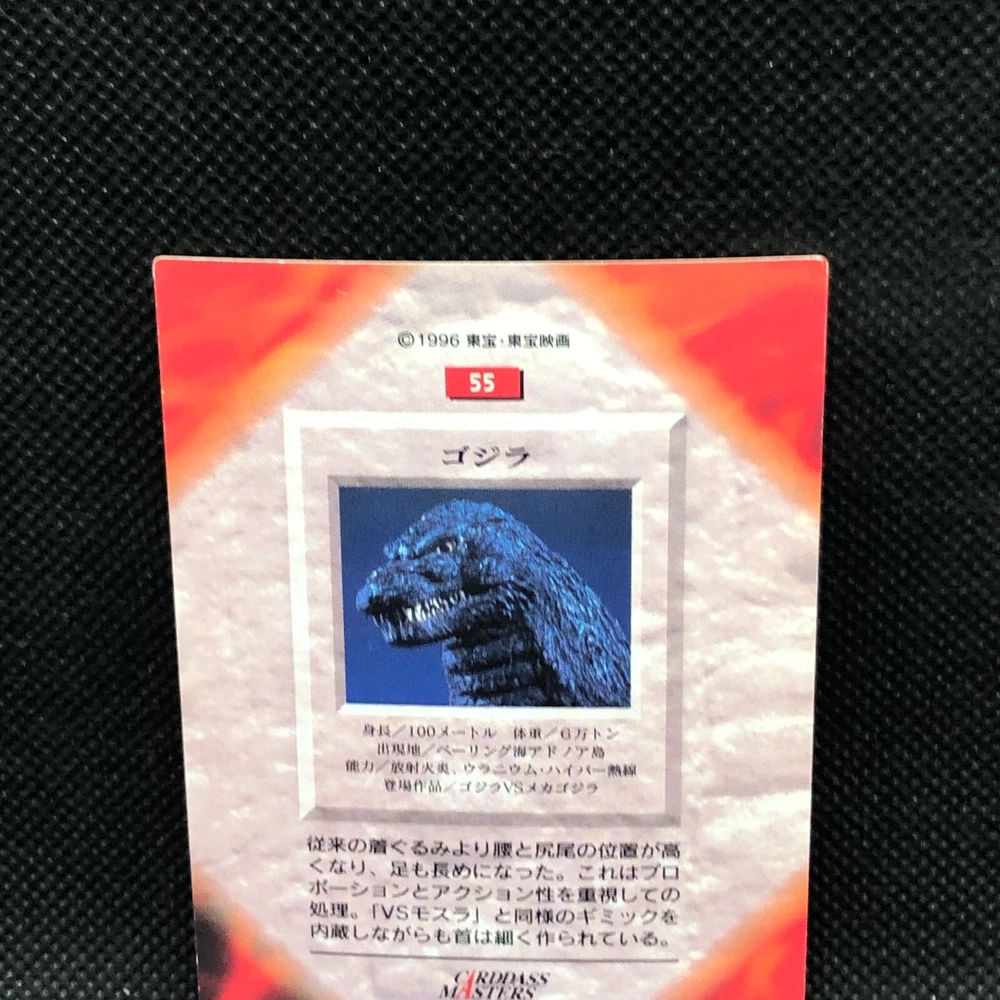 ©1996 東宝・東宝映画
55
ゴジラ
身長／100メートル 体重／6万トン
出現地／ベーリング海アドノア島
能力／放射火炎、ウラニウム・ハイパー熱線
登場作品／ゴジラVSメカゴジラ
従来の着ぐるみより腰と尻尾の位置が高
くなり、足も長めになった。これはプロ
ポーションとアクション性を重視しての
処理。「VSモスラ」と同様のギミックを
内蔵しながらも首は細く作られている。
CARDDASS
MASTERS